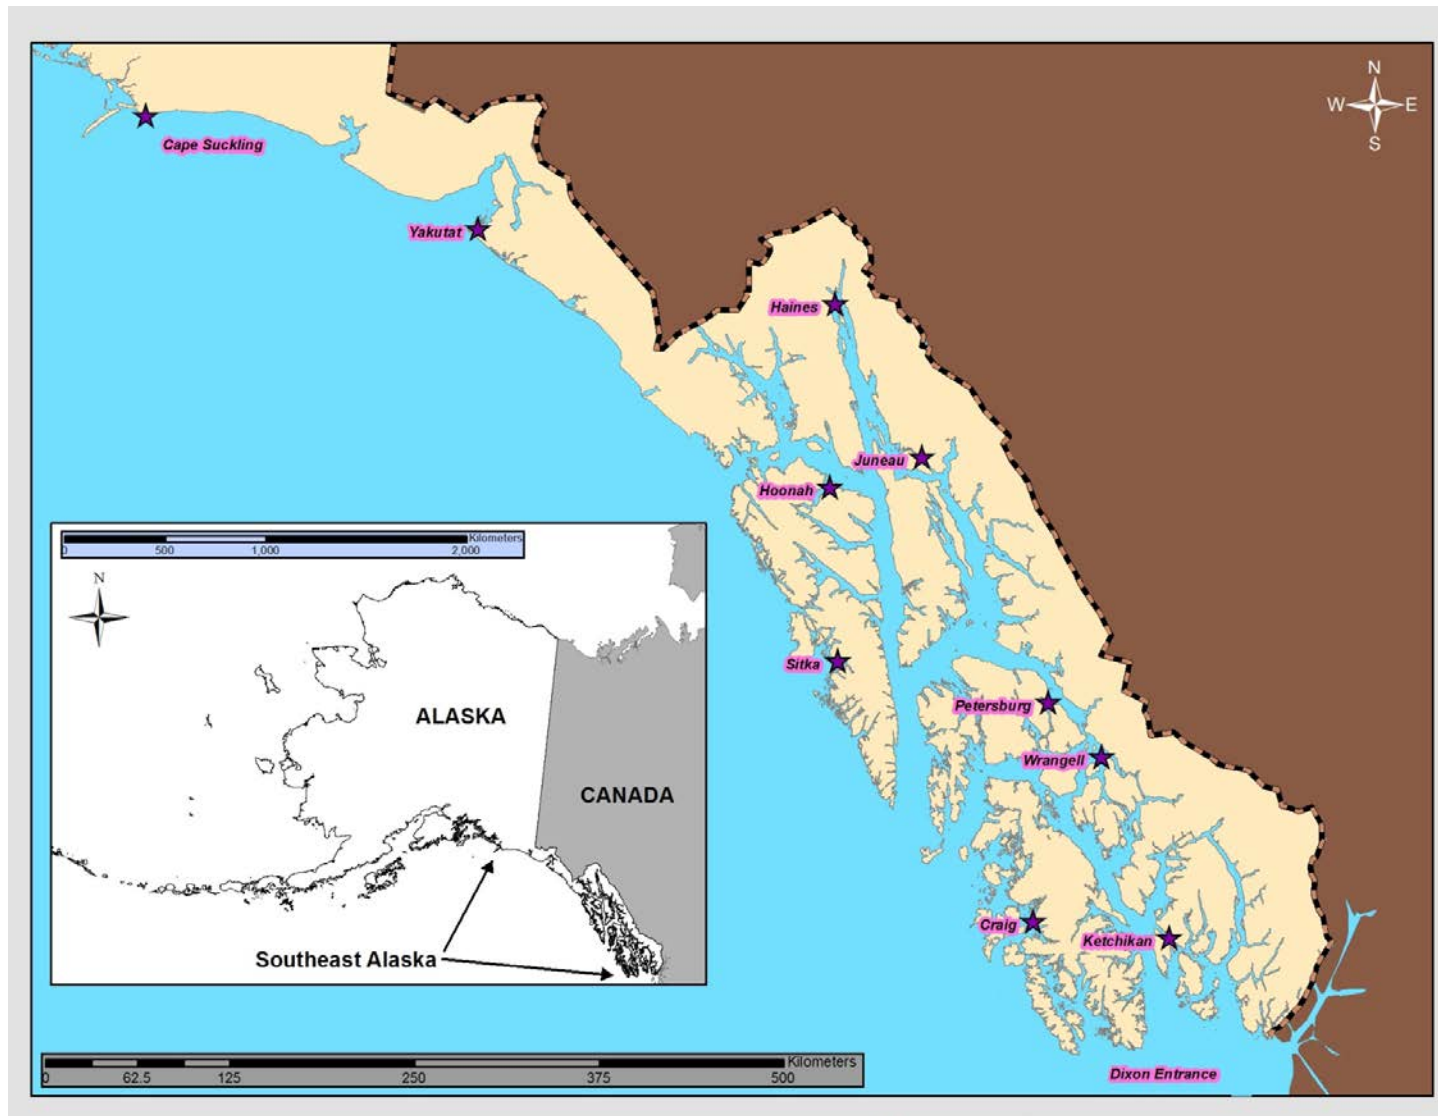 N
W E
S
Cape Suckling
Yakutat
Haines
Juneau
Hoonah
Sitka
Petersburg
Wrangell
Craig
Ketchikan
Dixon Entrance
Kilometers
0 500 1,000 2,000
N
ALASKA
CANADA
Southeast Alaska
Kilometers
0 62.5 125 250 375 500